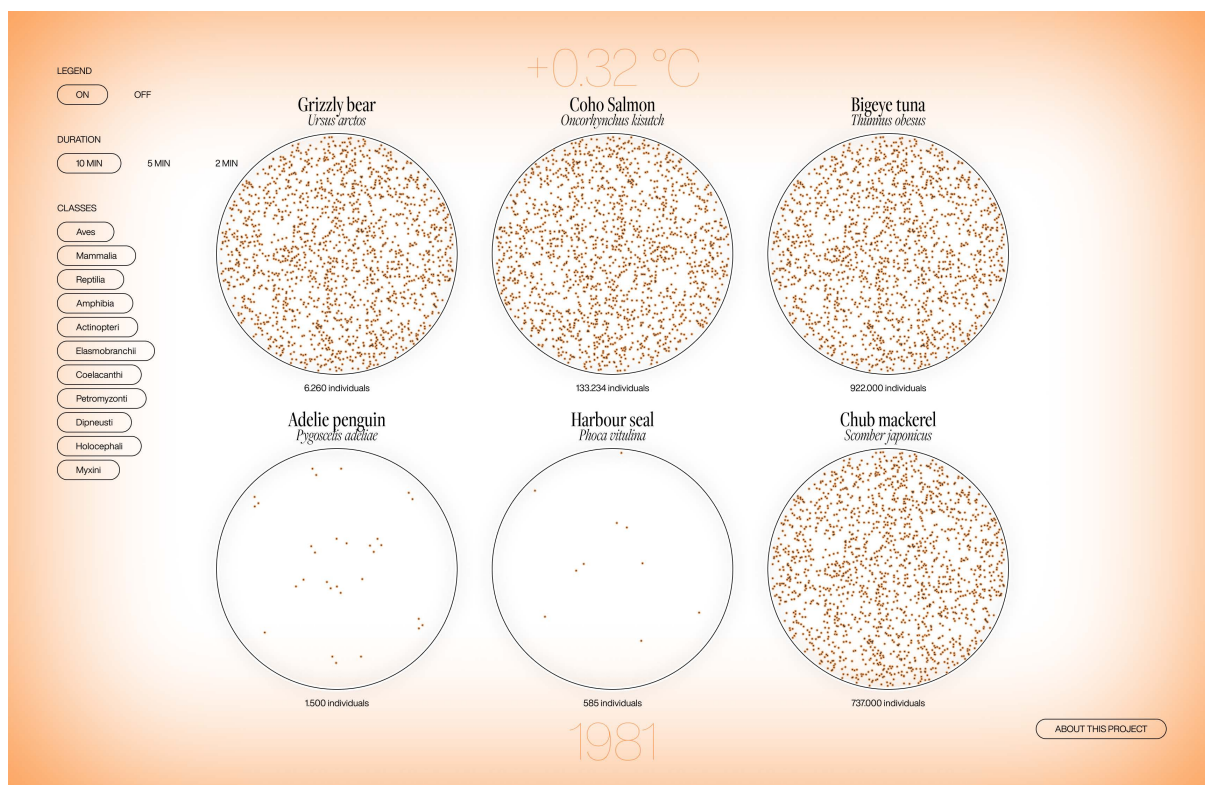 +0.32 °C
LEGEND
ON OFF
DURATION
10 MIN 5 MIN 2 MIN
CLASSES
Aves
Mammalia
Reptilia
Amphibia
Actinopteri
Elasmobranchii
Coelacanthi
Petromyzonti
Dipneusti
Holocephali
Myxini
Grizzly bear
Ursus arctos
6.260 individuals
Coho Salmon
Oncorhynchus kisutch
133.234 individuals
Bigeye tuna
Thunnus obesus
922.000 individuals
Adelie penguin
Pygoscelis adeliae
1.500 individuals
Harbour seal
Phoca vitulina
585 individuals
Chub mackerel
Scomber japonicus
737.000 individuals
1981
ABOUT THIS PROJECT